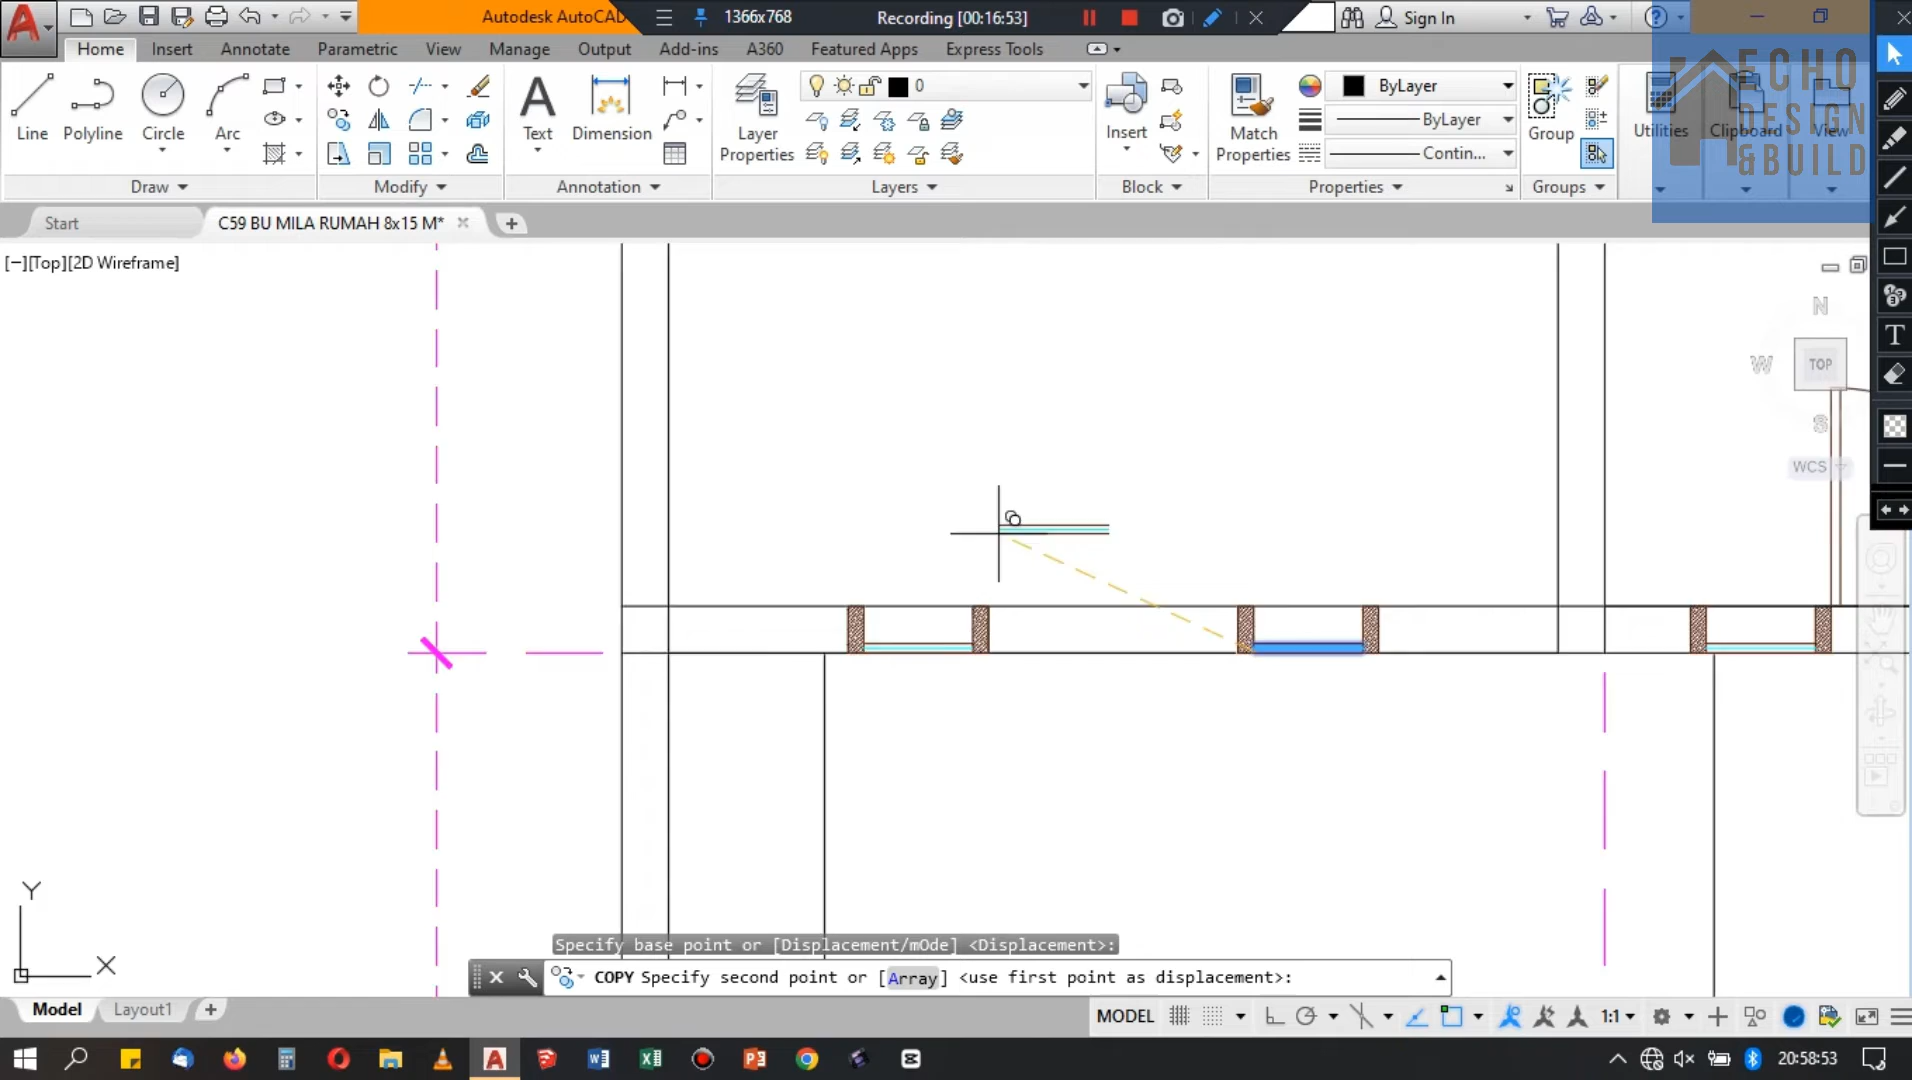 Autodesk AutoCAD
1366x768
Recording [00:16:53]
Sign In
Home
Insert
Annotate
Parametric
View
Manage
Output
Add-ins
A360
Featured Apps
Express Tools
ECHO
DESIGN
&BUILD
Line
Polyline
Circle
Arc
Text
Dimension
Layer
Properties
0
Insert
Match
Properties
ByLayer
ByLayer
Contin...
Group
Utilities
Clipboard
View
Draw
Modify
Annotation
Layers
Block
Properties
Groups
Start
C59 BU MILA RUMAH 8x15 M*
[−][Top][2D Wireframe]
N
W
TOP
S
WCS
Y
X
Specify base point or [Displacement/mOde] <Displacement>:
COPY Specify second point or [Array] <use first point as displacement>:
Model
Layout1
MODEL
1:1
20:58:53